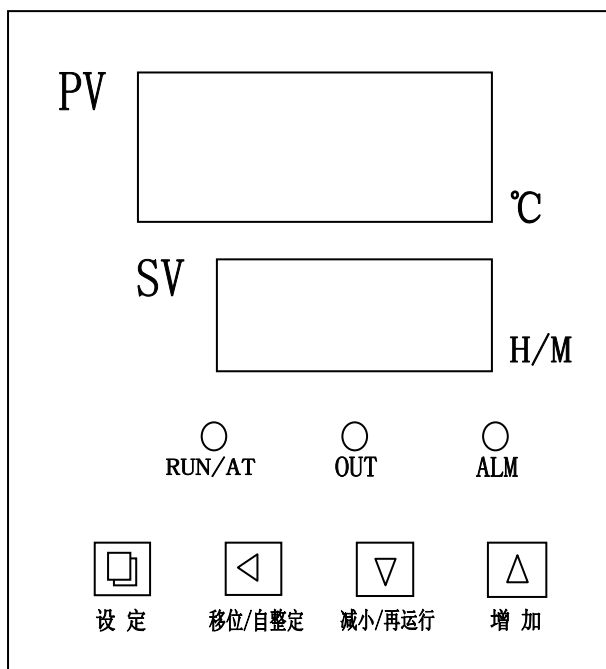 PV
℃
SV
H/M
RUN/AT OUT ALM
设定 移位/自整定 减小/再运行 增加